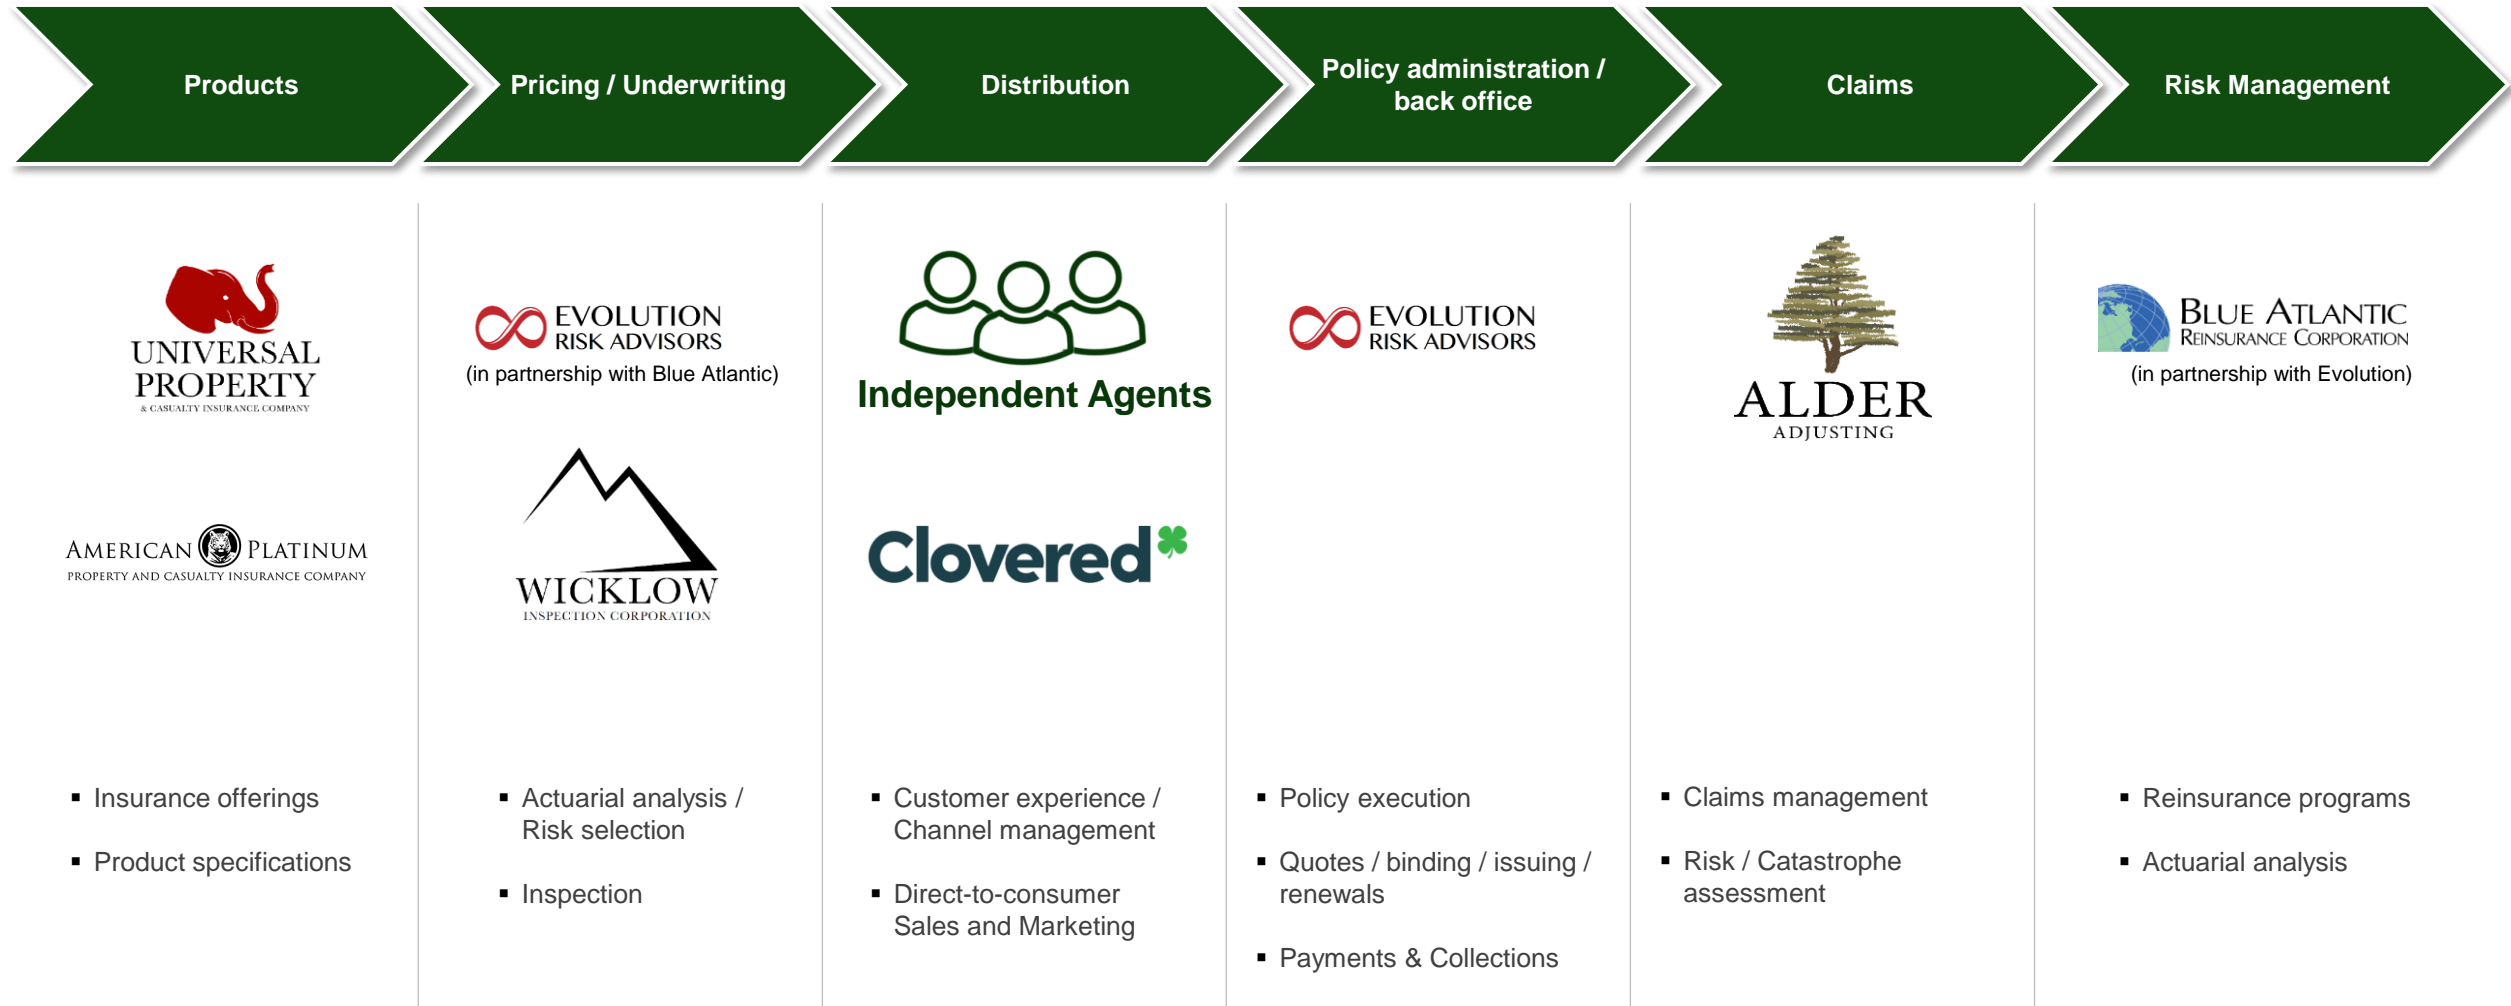 Products
Pricing / Underwriting
Distribution
Policy administration /
back office
Claims
Risk Management
UNIVERSAL
PROPERTY
& CASUALTY INSURANCE COMPANY
AMERICAN PLATINUM
PROPERTY AND CASUALTY INSURANCE COMPANY
▪ Insurance offerings
▪ Product specifications
EVOLUTION
RISK ADVISORS
(in partnership with Blue Atlantic)
WICKLOW
INSPECTION CORPORATION
▪ Actuarial analysis /
Risk selection
▪ Inspection
Independent Agents
Clovered
▪ Customer experience /
Channel management
▪ Direct-to-consumer
Sales and Marketing
EVOLUTION
RISK ADVISORS
▪ Policy execution
▪ Quotes / binding / issuing /
renewals
▪ Payments & Collections
ALDER
ADJUSTING
▪ Claims management
▪ Risk / Catastrophe
assessment
BLUE ATLANTIC
REINSURANCE CORPORATION
(in partnership with Evolution)
▪ Reinsurance programs
▪ Actuarial analysis